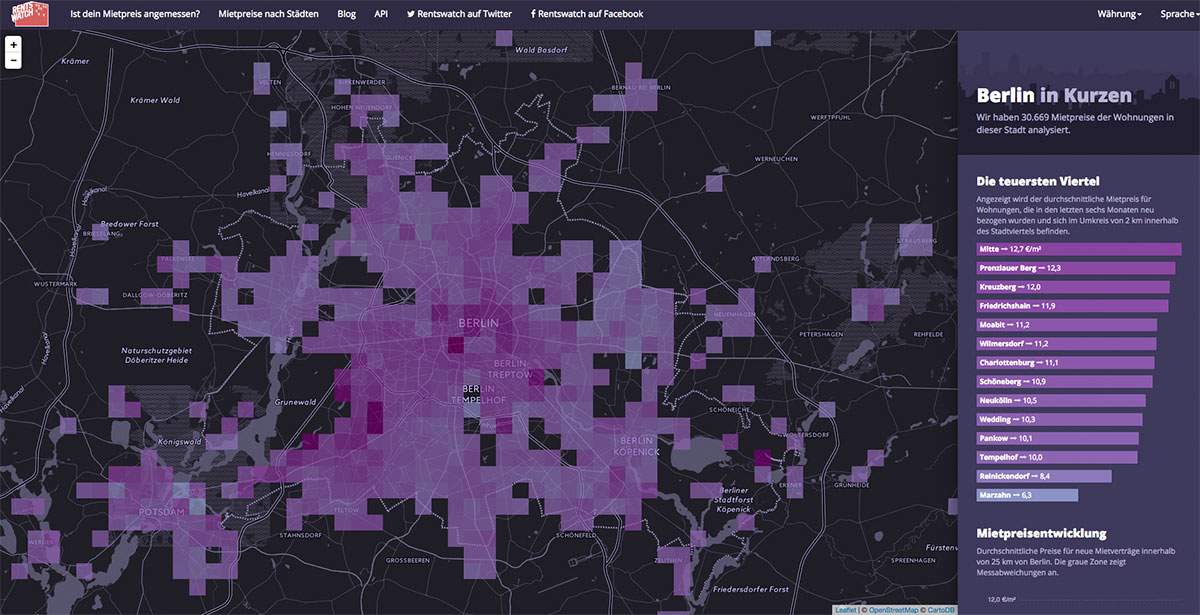 RENTS WATCH
Ist dein Mietpreis angemessen?
Mietpreise nach Städten
Blog
API
Rentswatch auf Twitter
Rentswatch auf Facebook
Währung
Sprache
+
−
Krämer
Krämer Wald
Wald Basdorf
VELTEN
BIRKENWERDER
HOHEN NEUENDORF
BERNAU BEI BERLIN
WERFTPFUHL
HENNIGSDORF
GLIENICKE
WERNEUCHEN
Havelkanal
Havelkanal
Bredower Forst
BRIESELANG
Havelkanal
STRAUSBERG
FALKENSEE
ALTLANDSBERG
WUSTERMARK
DALLGOW-DÖBERITZ
NEUENHAGEN
BERLIN
PETERSHAGEN
REHFELDE
Havelkanal
Naturschutzgebiet
Döberitzer Heide
BERLIN
TREPTOW
BERLIN
TEMPELHOF
Grunewald
SCHÖNEICHE
Königswald
BERLIN
KÖPENICK
WOLTERSDORF
ERKNER
GRÜNHEIDE
Berliner
Stadtforst
Köpenick
POTSDAM
TELTOW
STAHNSDORF
SCHÖNEFELD
WERDER
GROSSBEEREN
ZEUTHEN
SPREENHAGEN
Fürstenw
Friedersdorfer Forst
Leaflet | © OpenStreetMap © CartoDB
Berlin in Kurzen
Wir haben 30.669 Mietpreise der Wohnungen in
dieser Stadt analysiert.
Die teuersten Viertel
Angezeigt wird der durchschnittliche Mietpreis für
Wohnungen, die in den letzten sechs Monaten neu
bezogen wurden und sich im Umkreis von 2 km innerhalb
des Stadtviertels befinden.
Mitte — 12,7 €/m²
Prenzlauer Berg — 12,3
Kreuzberg — 12,0
Friedrichshain — 11,9
Moabit — 11,2
Wilmersdorf — 11,2
Charlottenburg — 11,1
Schöneberg — 10,9
Neukölln — 10,5
Wedding — 10,3
Pankow — 10,1
Tempelhof — 10,0
Reinickendorf — 8,4
Marzahn — 6,3
Mietpreisentwicklung
Durchschnittliche Preise für neue Mietverträge innerhalb
von 25 km von Berlin. Die graue Zone zeigt
Messabweichungen an.
12,0 €/m²